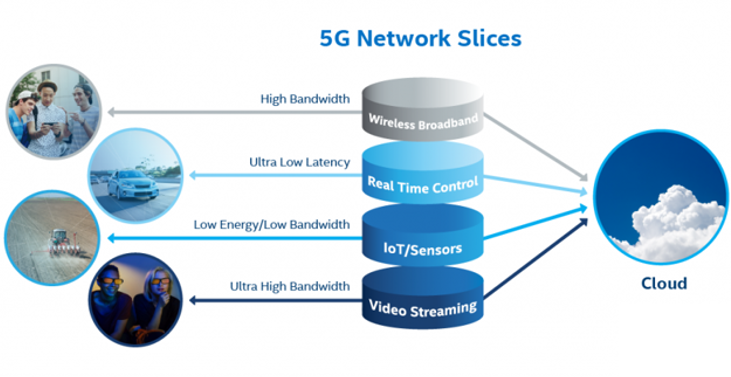 5G Network Slices
High Bandwidth
Wireless Broadband
Ultra Low Latency
Real Time Control
Low Energy/Low Bandwidth
IoT/Sensors
Ultra High Bandwidth
Video Streaming
Cloud